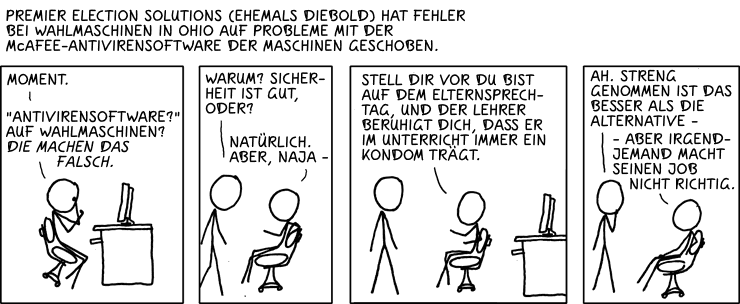 PREMIER ELECTION SOLUTIONS (EHEMALS DIEBOLD) HAT FEHLER
BEI WAHLMASCHINEN IN OHIO AUF PROBLEME MIT DER
McAFEE-ANTIVIRENSOFTWARE DER MASCHINEN GESCHOBEN.
MOMENT.
"ANTIVIRENSOFTWARE?"
AUF WAHLMASCHINEN?
DIE MACHEN DAS
FALSCH.
WARUM? SICHER-
HEIT IST GUT,
ODER?
NATÜRLICH.
ABER, NAJA -
STELL DIR VOR DU BIST
AUF DEM ELTERNSPRECH-
TAG, UND DER LEHRER
BERUHIGT DICH, DASS ER
IM UNTERRICHT IMMER EIN
KONDOM TRÄGT.
AH. STRENG
GENOMMEN IST DAS
BESSER ALS DIE
ALTERNATIVE -
- ABER IRGEND-
JEMAND MACHT
SEINEN JOB
NICHT RICHTIG.